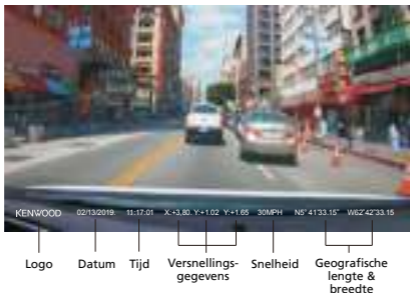 KENWOOD 02/13/2019 11:17:01 X:+3.80. Y:+1.02 Y:+1.65 30MPH N5°41'33.15" W62°42'33.15
Logo Datum Tijd Versnellings-gegevens Snelheid Geografische lengte & breedte